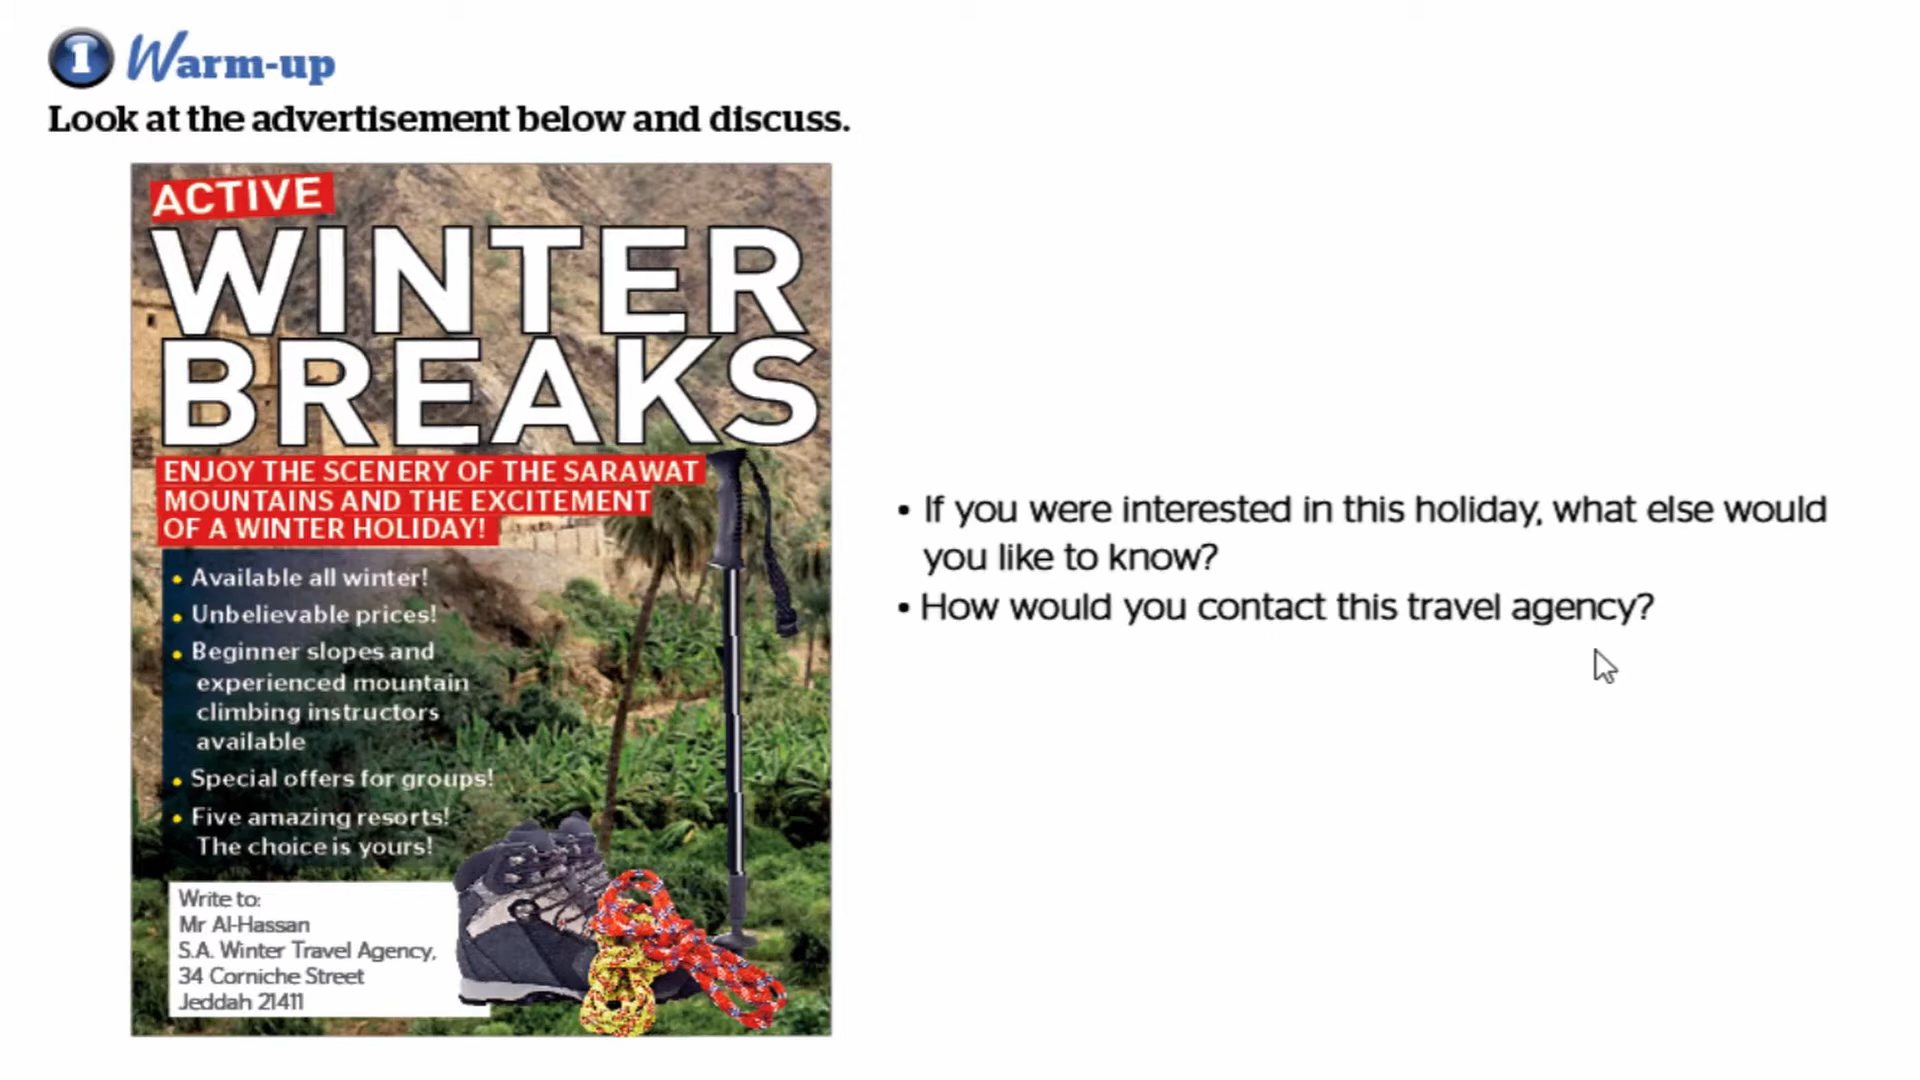 1 Warm-up
Look at the advertisement below and discuss.
ACTIVE
WINTER
BREAKS
ENJOY THE SCENERY OF THE SARAWAT
MOUNTAINS AND THE EXCITEMENT
OF A WINTER HOLIDAY!
• Available all winter!
• Unbelievable prices!
• Beginner slopes and
experienced mountain
climbing instructors
available
• Special offers for groups!
• Five amazing resorts!
The choice is yours!
Write to:
Mr Al-Hassan
S.A. Winter Travel Agency,
34 Corniche Street
Jeddah 21411
• If you were interested in this holiday, what else would
you like to know?
• How would you contact this travel agency?